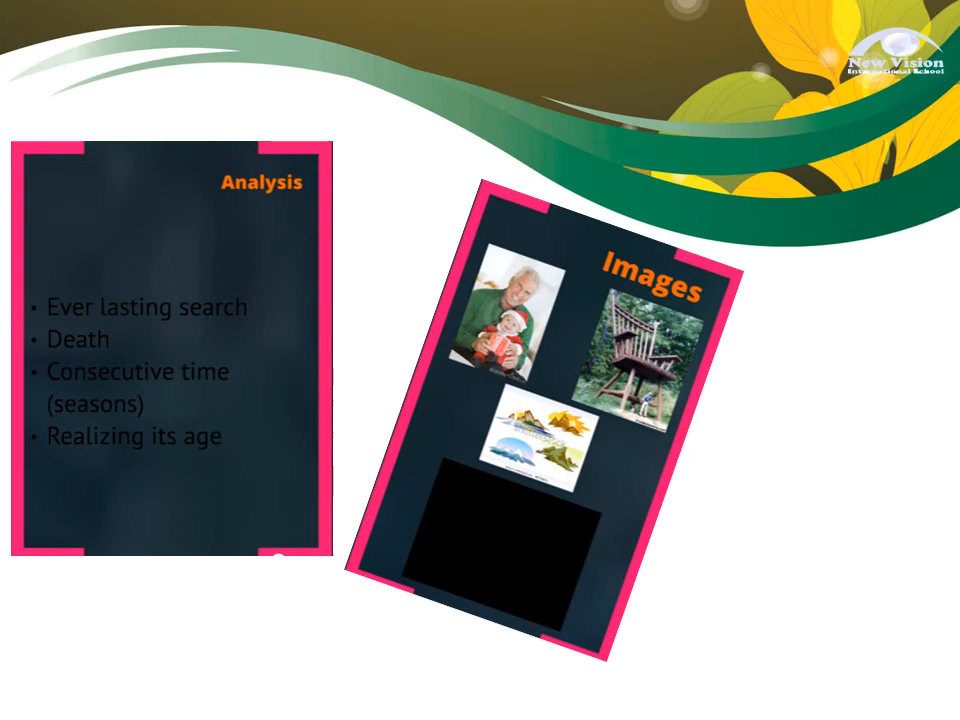 New Vision
International School
Analysis
• Ever lasting search
• Death
• Consecutive time
(seasons)
• Realizing its age
Images